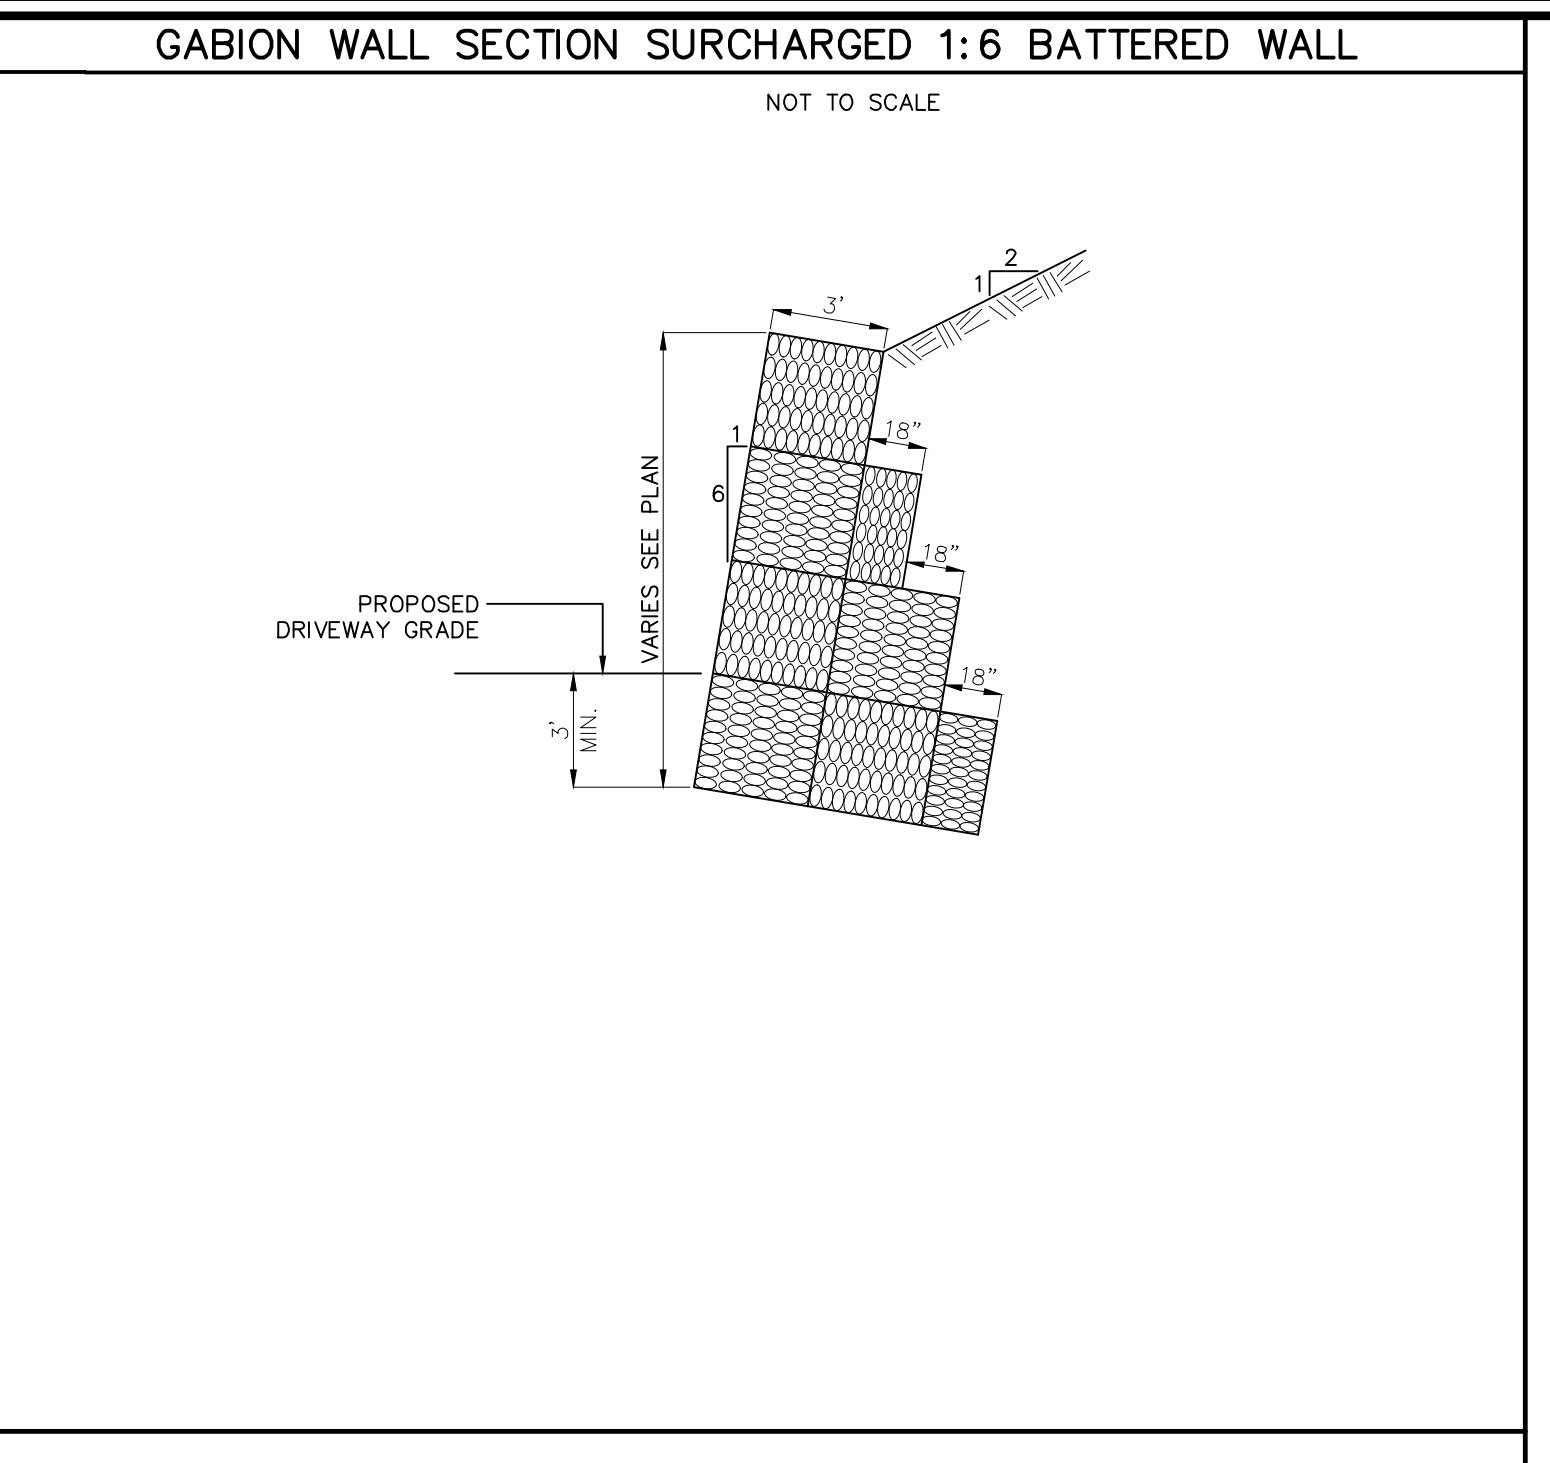 GABION WALL SECTION SURCHARGED 1:6 BATTERED WALL
NOT TO SCALE
2
1
3'
18"
1
6
VARIES SEE PLAN
18"
PROPOSED
DRIVEWAY GRADE
18"
3'
MIN.